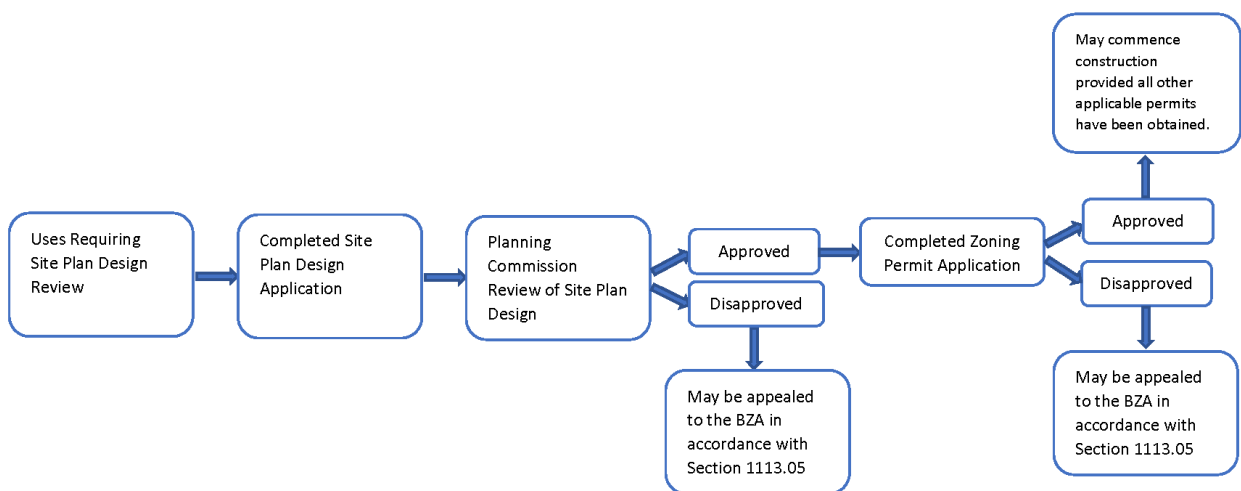 Uses Requiring
Site Plan Design
Review
Completed Site
Plan Design
Application
Planning
Commission
Review of Site Plan
Design
Approved
Disapproved
May be appealed
to the BZA in
accordance with
Section 1113.05
Completed Zoning
Permit Application
Approved
May commence
construction
provided all other
applicable permits
have been obtained.
Disapproved
May be appealed
to the BZA in
accordance with
Section 1113.05